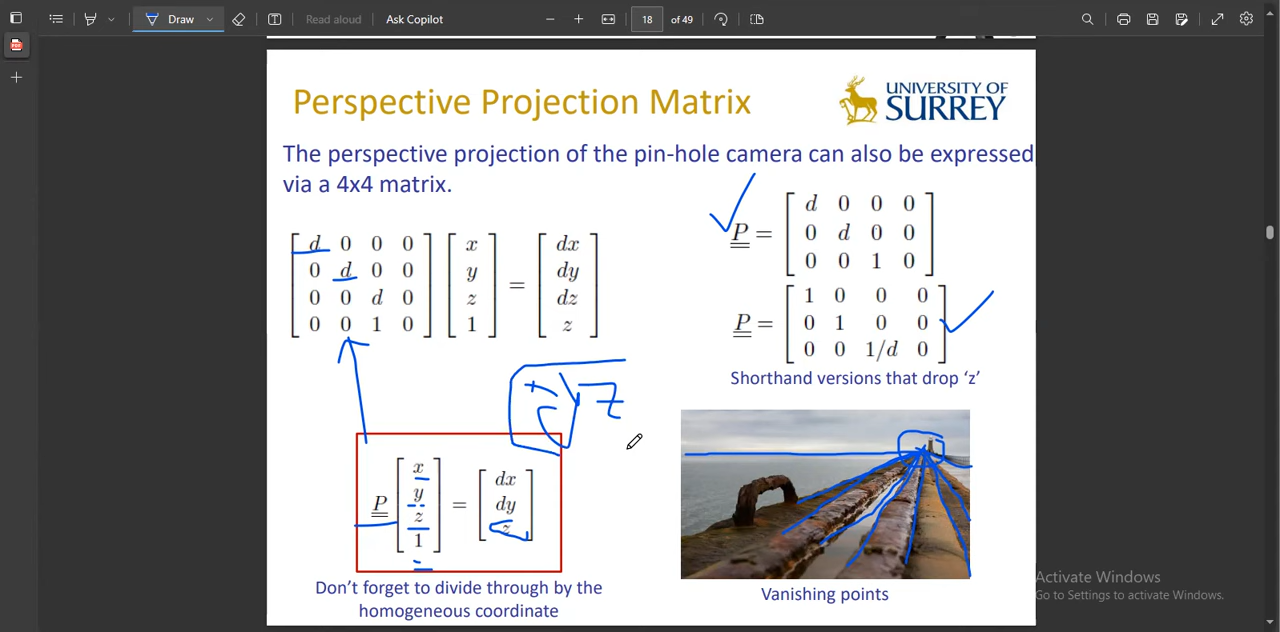 Draw
Read aloud
Ask Copilot
18
of 49
Perspective Projection Matrix
UNIVERSITY OF
SURREY
The perspective projection of the pin-hole camera can also be expressed
via a 4x4 matrix.
d 0 0 0
0 d 0 0
0 0 d 0
0 0 1 0
x
y
z
1
=
dx
dy
dz
z
P =
d 0 0 0
0 d 0 0
0 0 1 0
P =
1 0 0 0
0 1 0 0
0 0 1/d 0
Shorthand versions that drop ‘z’
P
x
y
z
1
=
dx
dy
z
Don’t forget to divide through by the
homogeneous coordinate
Vanishing points
Activate Windows
Go to Settings to activate Windows.